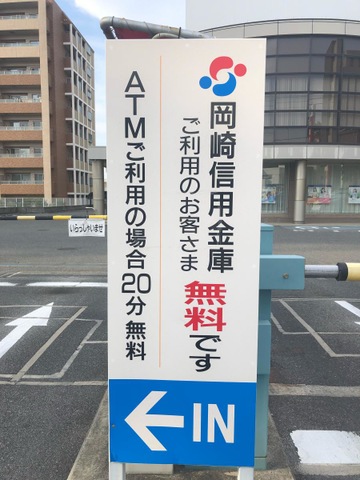 岡崎信用金庫
ご利用のお客さま
無料です
ATMご利用の場合20分無料
IN
いらっしゃいませ